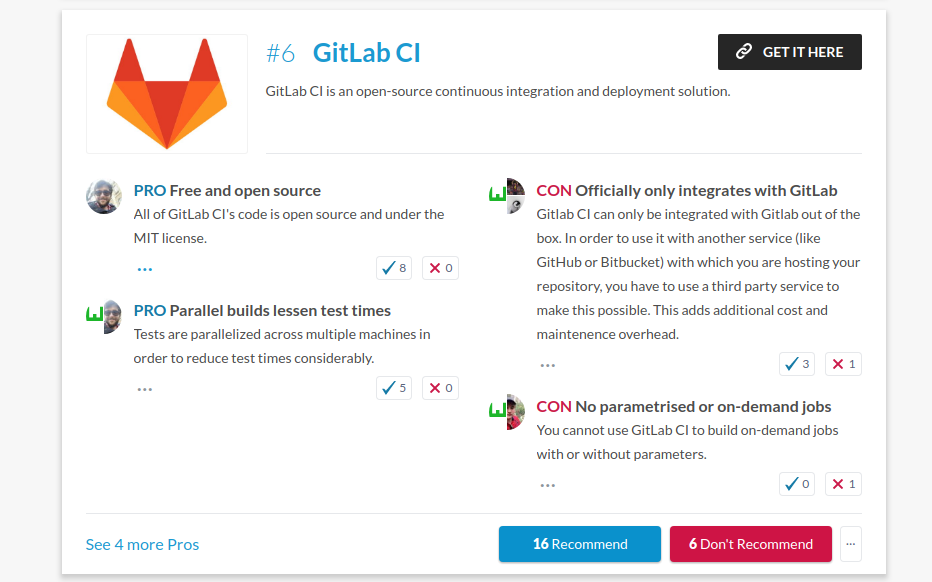 #6 GitLab CI
GET IT HERE
GitLab CI is an open-source continuous integration and deployment solution.
PRO Free and open source
All of GitLab CI's code is open source and under the
MIT license.
...
8
0
PRO Parallel builds lessen test times
Tests are parallelized across multiple machines in
order to reduce test times considerably.
...
5
0
CON Officially only integrates with GitLab
Gitlab CI can only be integrated with Gitlab out of the
box. In order to use it with another service (like
GitHub or Bitbucket) with which you are hosting your
repository, you have to use a third party service to
make this possible. This adds additional cost and
maintenence overhead.
...
3
1
CON No parametrised or on-demand jobs
You cannot use GitLab CI to build on-demand jobs
with or without parameters.
...
0
1
See 4 more Pros
16 Recommend
6 Don't Recommend
...